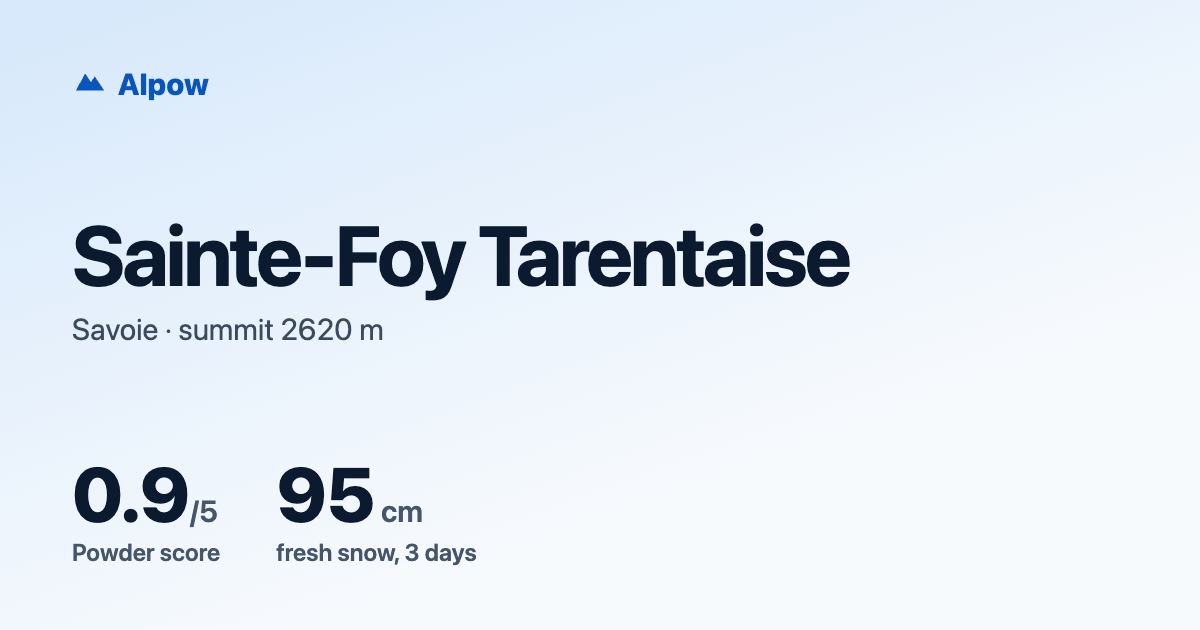 Alpow
Sainte-Foy Tarentaise
Savoie · summit 2620 m
0.9/5 95 cm
Powder score fresh snow, 3 days